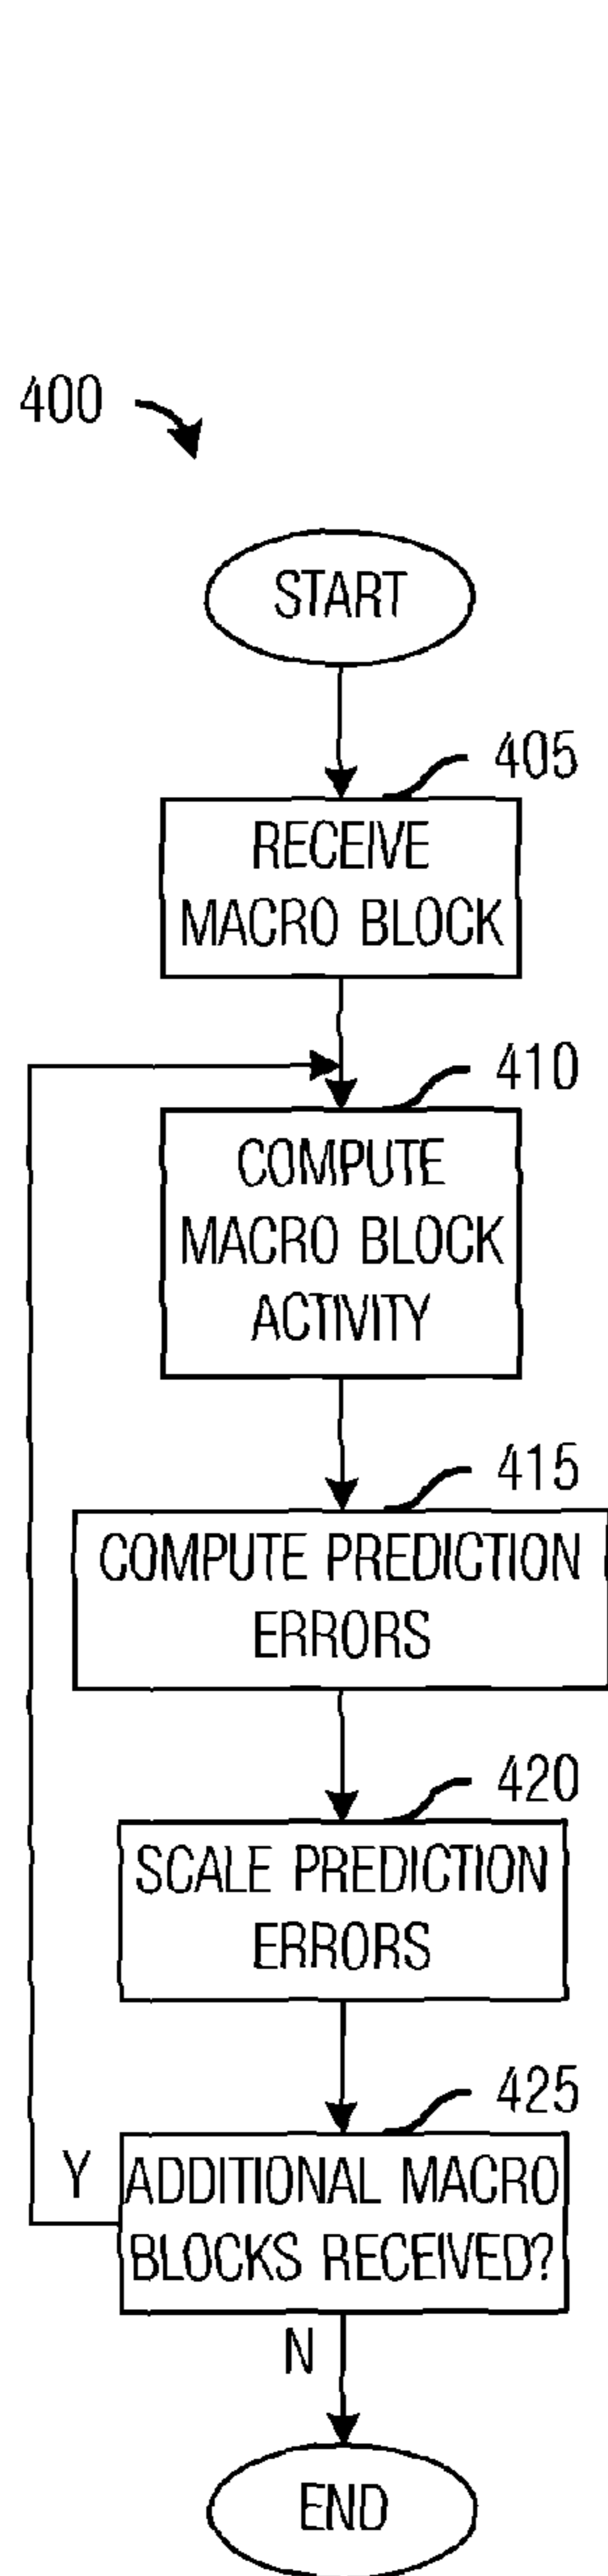 400
START
405
RECEIVE
MACRO BLOCK
410
COMPUTE
MACRO BLOCK
ACTIVITY
415
COMPUTE PREDICTION
ERRORS
420
SCALE PREDICTION
ERRORS
425
Y
ADDITIONAL MACRO
BLOCKS RECEIVED?
N
END